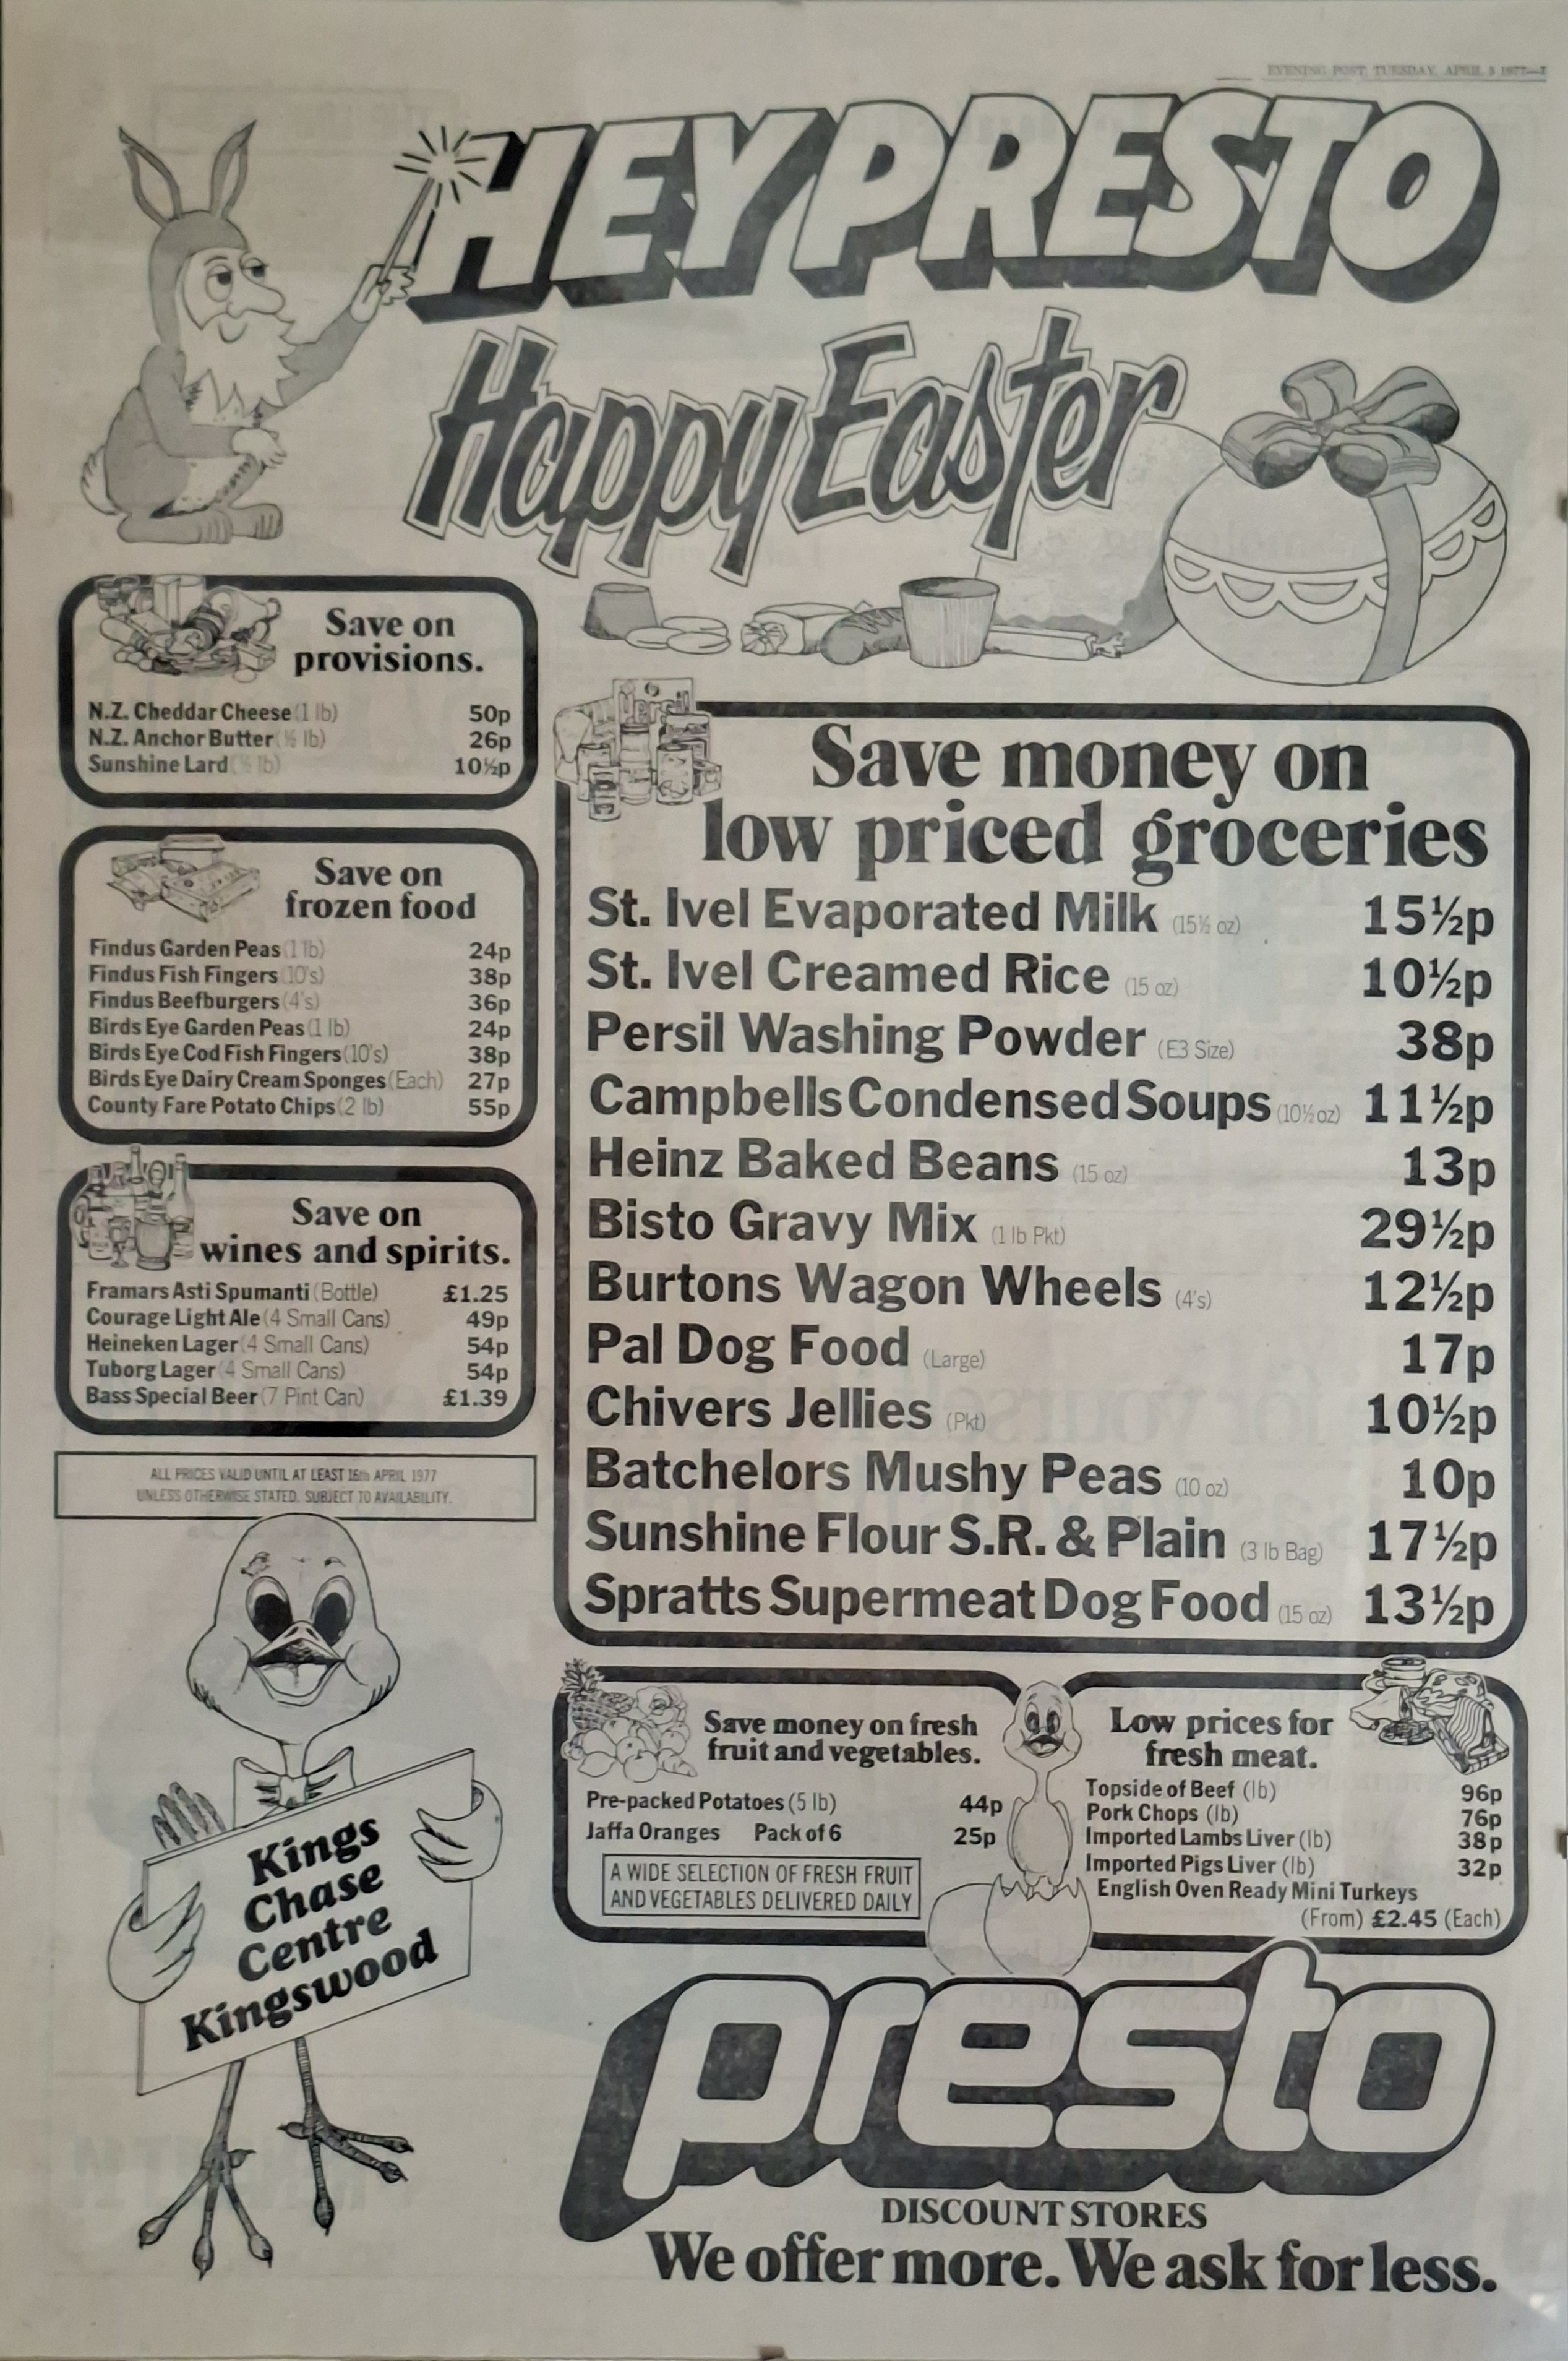 EVENING POST, TUESDAY, APRIL 5 1977—
HEY PRESTO
Happy Easter
Save on
provisions.
N.Z. Cheddar Cheese (1 lb) 50p
N.Z. Anchor Butter (½ lb) 26p
Sunshine Lard (½ lb) 10½p
Save on
frozen food
Findus Garden Peas (1 lb) 24p
Findus Fish Fingers (10's) 38p
Findus Beefburgers (4's) 36p
Birds Eye Garden Peas (1 lb) 24p
Birds Eye Cod Fish Fingers (10's) 38p
Birds Eye Dairy Cream Sponges (Each) 27p
County Fare Potato Chips (2 lb) 55p
Save on
wines and spirits.
Framars Asti Spumanti (Bottle) £1.25
Courage Light Ale (4 Small Cans) 49p
Heineken Lager (4 Small Cans) 54p
Tuborg Lager (4 Small Cans) 54p
Bass Special Beer (7 Pint Can) £1.39
ALL PRICES VALID UNTIL AT LEAST 16th APRIL 1977
UNLESS OTHERWISE STATED. SUBJECT TO AVAILABILITY.
Kings
Chase
Centre
Kingswood
Persil
Save money on
low priced groceries
St. Ivel Evaporated Milk (15½ oz) 15½p
St. Ivel Creamed Rice (15 oz) 10½p
Persil Washing Powder (E3 Size) 38p
Campbells Condensed Soups (10½ oz) 11½p
Heinz Baked Beans (15 oz) 13p
Bisto Gravy Mix (1 lb Pkt) 29½p
Burtons Wagon Wheels (4's) 12½p
Pal Dog Food (Large) 17p
Chivers Jellies (Pkt) 10½p
Batchelors Mushy Peas (10 oz) 10p
Sunshine Flour S.R. & Plain (3 lb Bag) 17½p
Spratts Supermeat Dog Food (15 oz) 13½p
Save money on fresh
fruit and vegetables.
Pre-packed Potatoes (5 lb) 44p
Jaffa Oranges Pack of 6 25p
A WIDE SELECTION OF FRESH FRUIT
AND VEGETABLES DELIVERED DAILY
Low prices for
fresh meat.
Topside of Beef (lb) 96p
Pork Chops (lb) 76p
Imported Lambs Liver (lb) 38p
Imported Pigs Liver (lb) 32p
English Oven Ready Mini Turkeys
(From) £2.45 (Each)
presto
DISCOUNT STORES
We offer more. We ask for less.